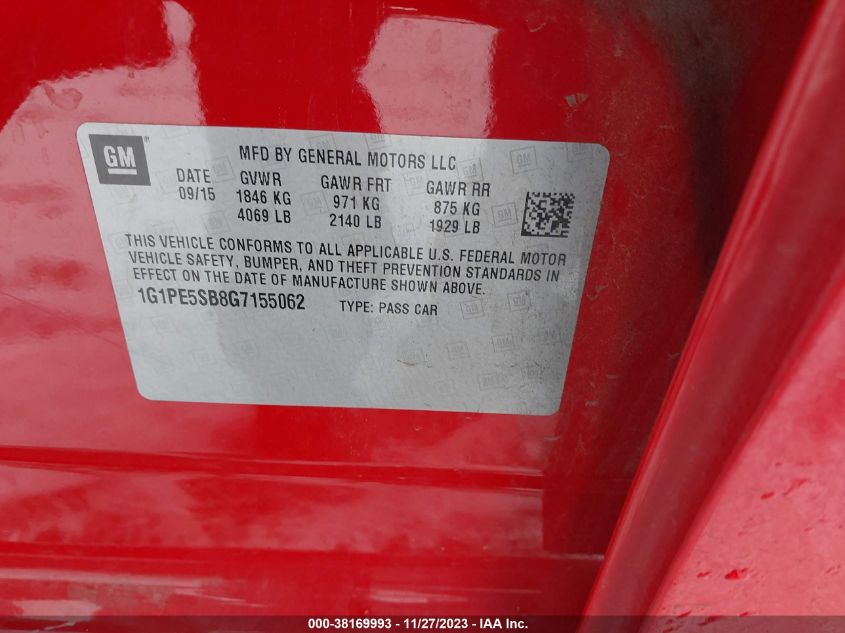 GM
MFD BY GENERAL MOTORS LLC
DATE GVWR GAWR FRT GAWR RR
09/15 1846 KG 971 KG 875 KG
4069 LB 2140 LB 1929 LB
THIS VEHICLE CONFORMS TO ALL APPLICABLE U.S. FEDERAL MOTOR
VEHICLE SAFETY, BUMPER, AND THEFT PREVENTION STANDARDS IN
EFFECT ON THE DATE OF MANUFACTURE SHOWN ABOVE.
1G1PE5SB8G7155062 TYPE: PASS CAR
000-38169993 - 11/27/2023 - IAA Inc.